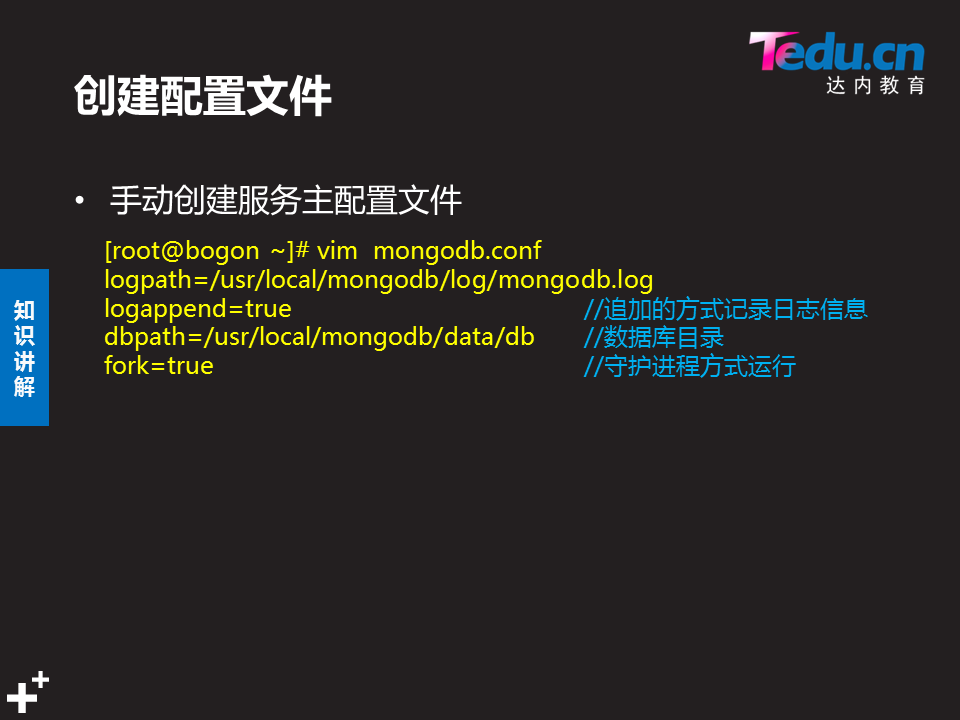 Tedu.cn
达内教育
创建配置文件
• 手动创建服务主配置文件
[root@bogon ~]# vim  mongodb.conf
logpath=/usr/local/mongodb/log/mongodb.log
logappend=true //追加的方式记录日志信息
dbpath=/usr/local/mongodb/data/db //数据库目录
fork=true //守护进程方式运行
知
识
讲
解